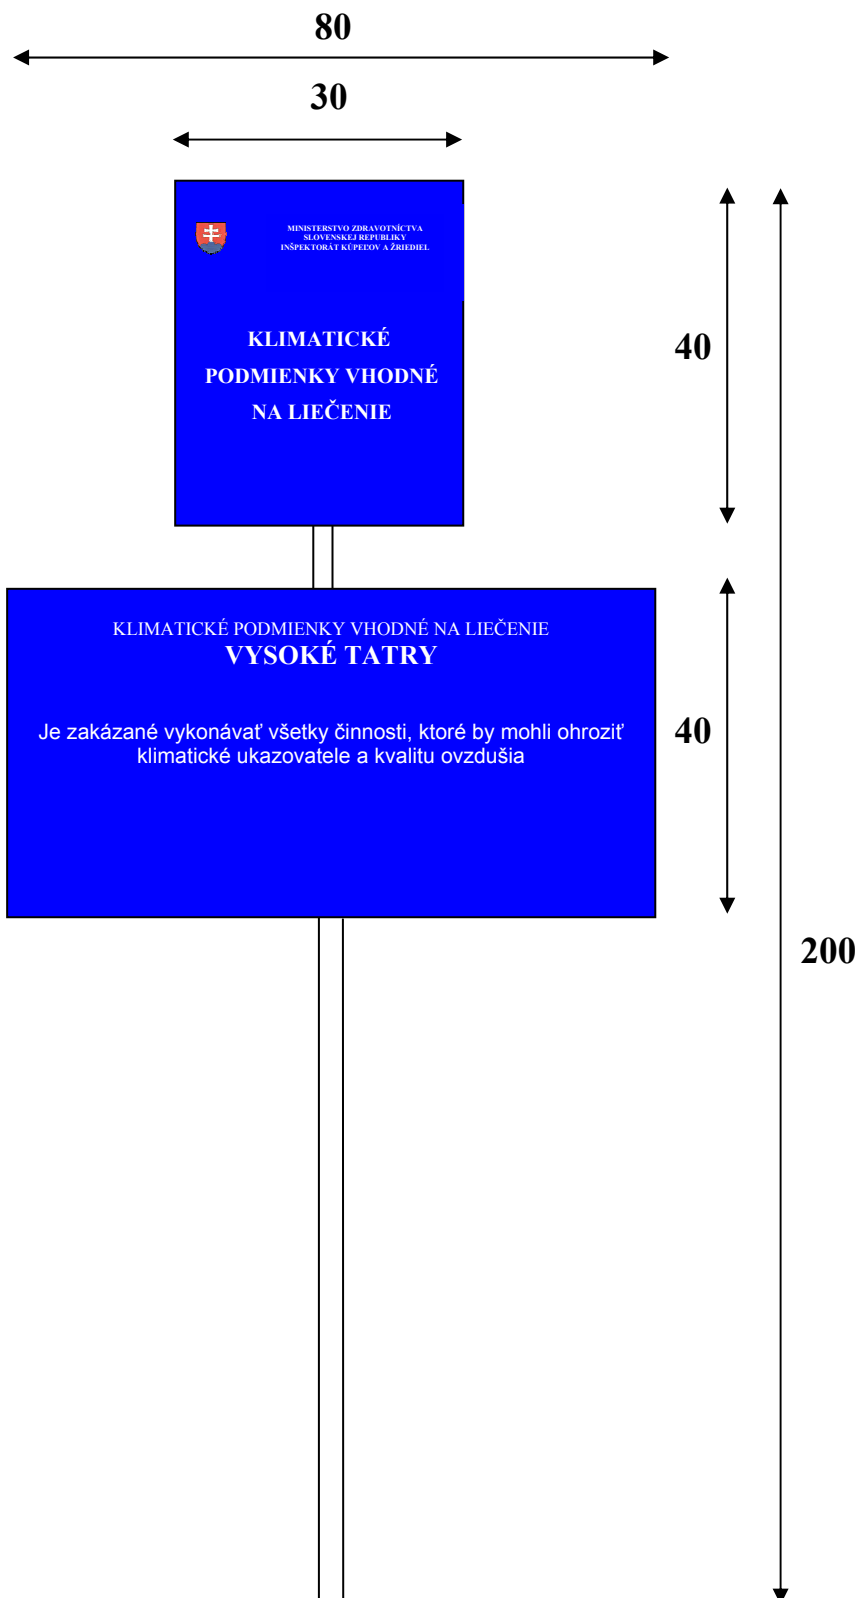 80
30
MINISTERSTVO ZDRAVOTNÍCTVA
SLOVENSKEJ REPUBLIKY
INŠPEKTORÁT KÚPEĽOV A ŽRIEDIEL
KLIMATICKÉ
PODMIENKY VHODNÉ
NA LIEČENIE
40
KLIMATICKÉ PODMIENKY VHODNÉ NA LIEČENIE
VYSOKÉ TATRY
Je zakázané vykonávať všetky činnosti, ktoré by mohli ohroziť
klimatické ukazovatele a kvalitu ovzdušia
40
200